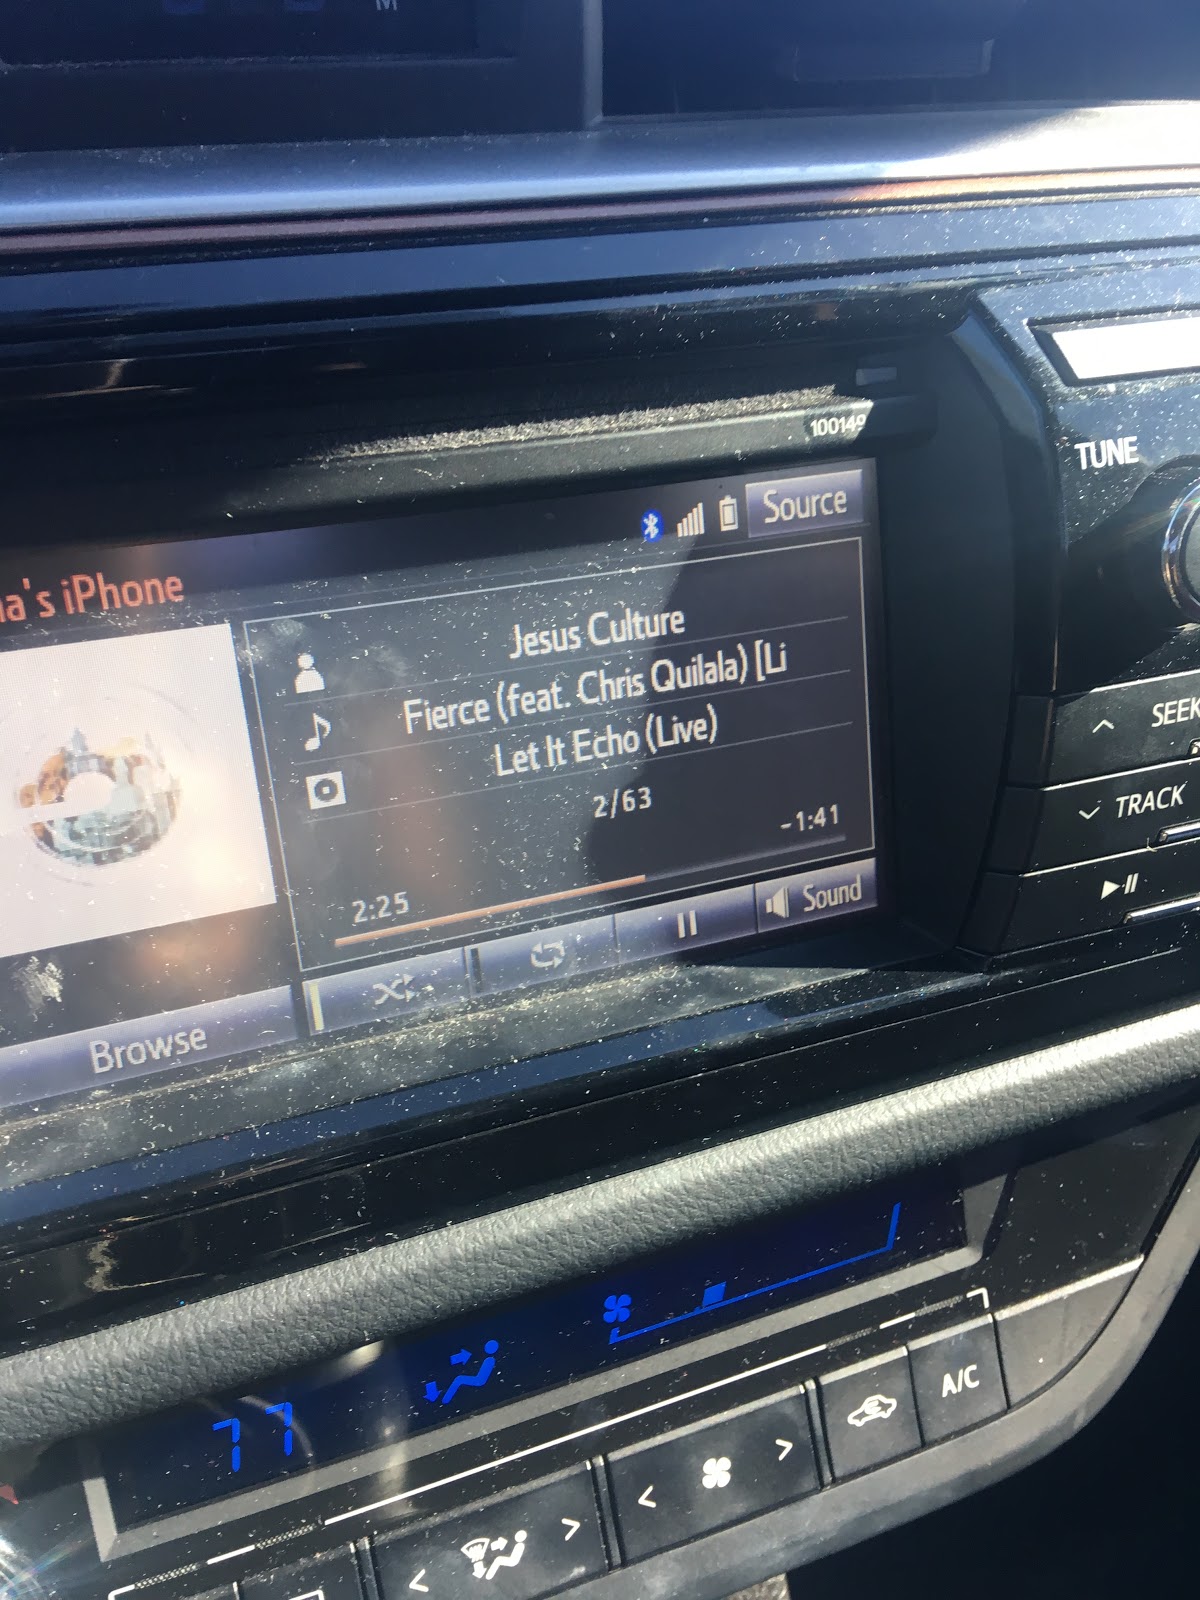 M
100149
TUNE
Source
a's iPhone
Jesus Culture
Fierce (feat. Chris Quilala) [Li
Let It Echo (Live)
2/63
-1:41
2:25
Sound
Browse
SEEK
TRACK
77
A/C